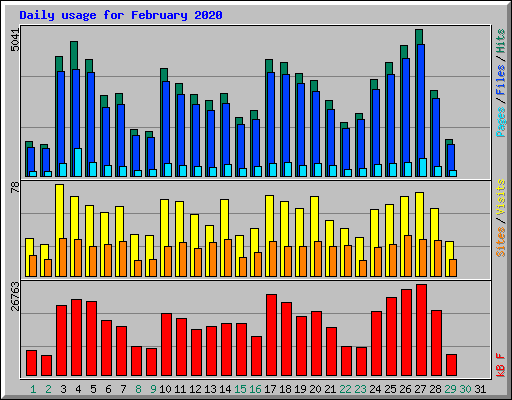 Daily usage for February 2020
5041
Pages / Files / Hits
78
Sites / Visits
26763
kB F
1 2 3 4 5 6 7 8 9 10 11 12 13 14 15 16 17 18 19 20 21 22 23 24 25 26 27 28 29 30 31